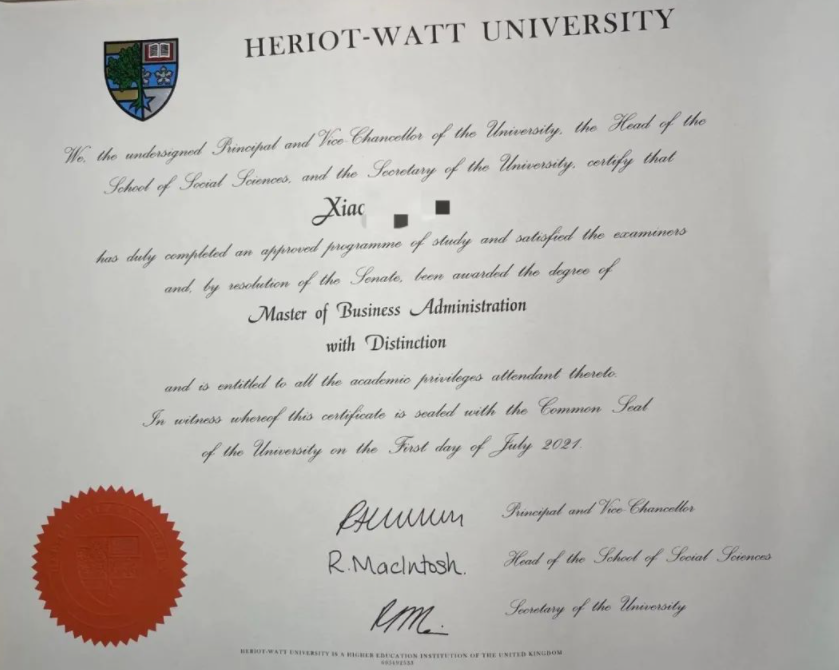 HERIOT-WATT UNIVERSITY
We, the undersigned Principal and Vice-Chancellor of the University, the Head of the
School of Social Sciences, and the Secretary of the University, certify that
Xiao
has duly completed an approved programme of study and satisfied the examiners
and, by resolution of the Senate, been awarded the degree of
Master of Business Administration
with Distinction
and is entitled to all the academic privileges attendant thereto.
In witness whereof this certificate is sealed with the Common Seal
of the University on the First day of July 2021.
Principal and Vice-Chancellor
R. MacIntosh. Head of the School of Social Sciences
Secretary of the University
HERIOT-WATT UNIVERSITY IS A HIGHER EDUCATION INSTITUTION OF THE UNITED KINGDOM